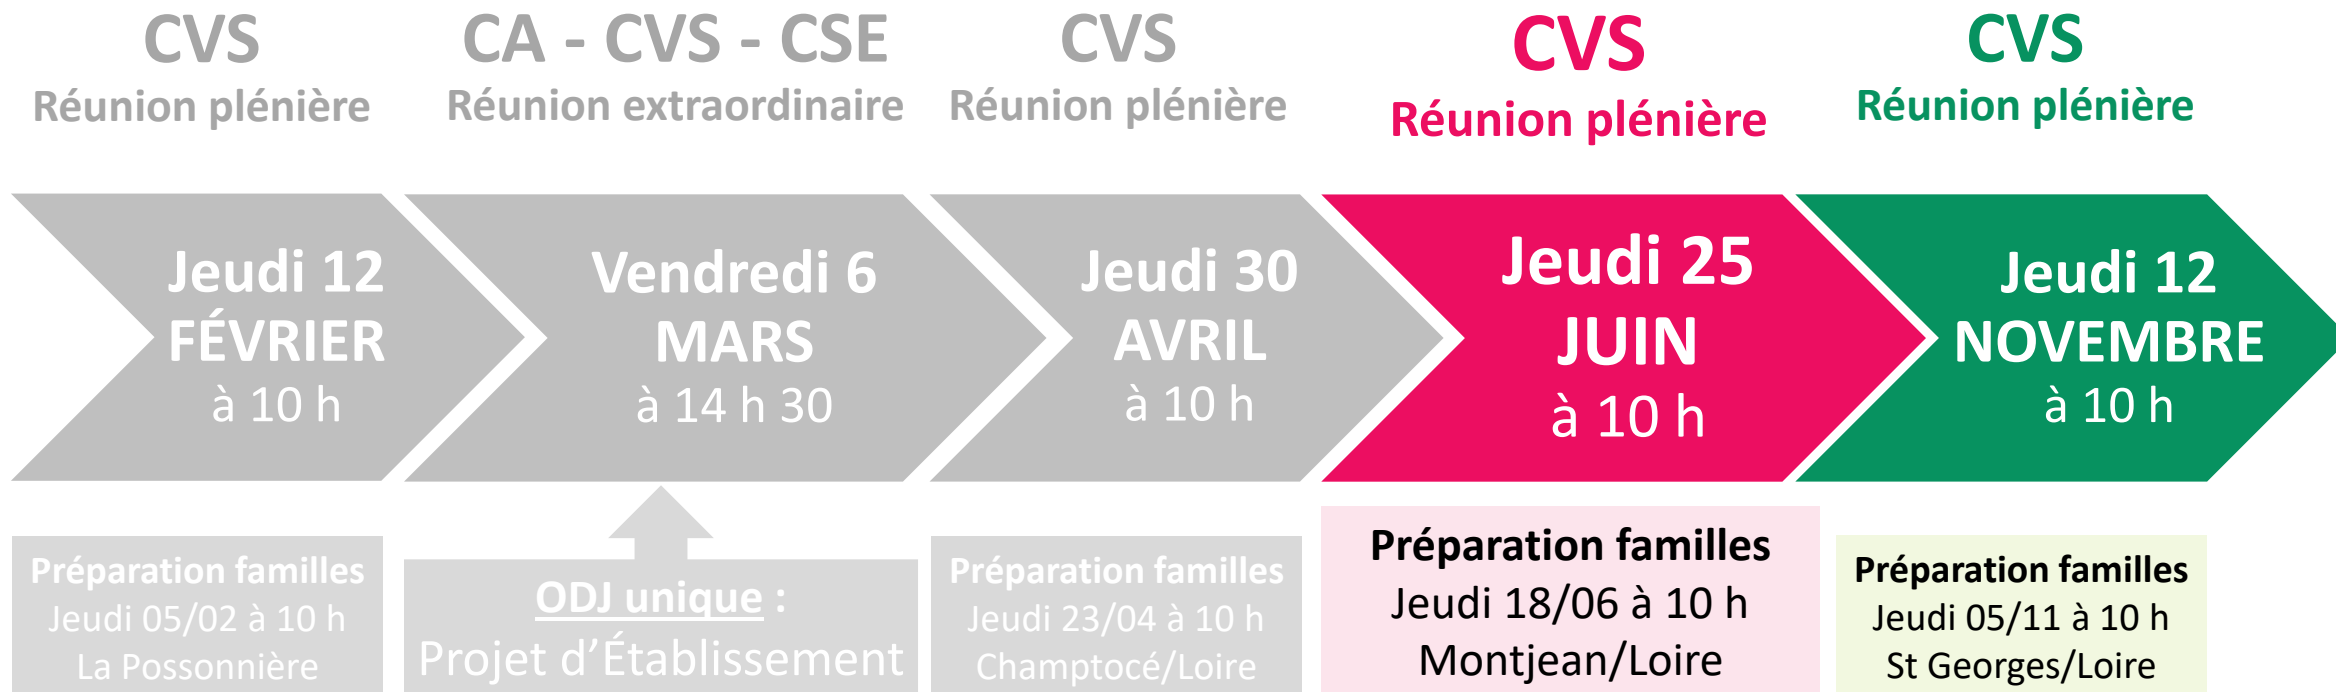 CVS
Réunion plénière
CA - CVS - CSE
Réunion extraordinaire
CVS
Réunion plénière
CVS
Réunion plénière
CVS
Réunion plénière
Jeudi 12
FÉVRIER
à 10 h
Vendredi 6
MARS
à 14 h 30
Jeudi 30
AVRIL
à 10 h
Jeudi 25
JUIN
à 10 h
Jeudi 12
NOVEMBRE
à 10 h
Préparation familles
Jeudi 05/02 à 10 h
La Possonnière
ODJ unique :
Projet d’Établissement
Préparation familles
Jeudi 23/04 à 10 h
Champtocé/Loire
Préparation familles
Jeudi 18/06 à 10 h
Montjean/Loire
Préparation familles
Jeudi 05/11 à 10 h
St Georges/Loire